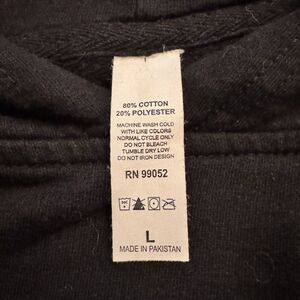 80% COTTON
20% POLYESTER
MACHINE WASH COLD
WITH LIKE COLORS
NORMAL CYCLE ONLY
DO NOT BLEACH
TUMBLE DRY LOW
DO NOT IRON DESIGN
RN 99052
L
MADE IN PAKISTAN